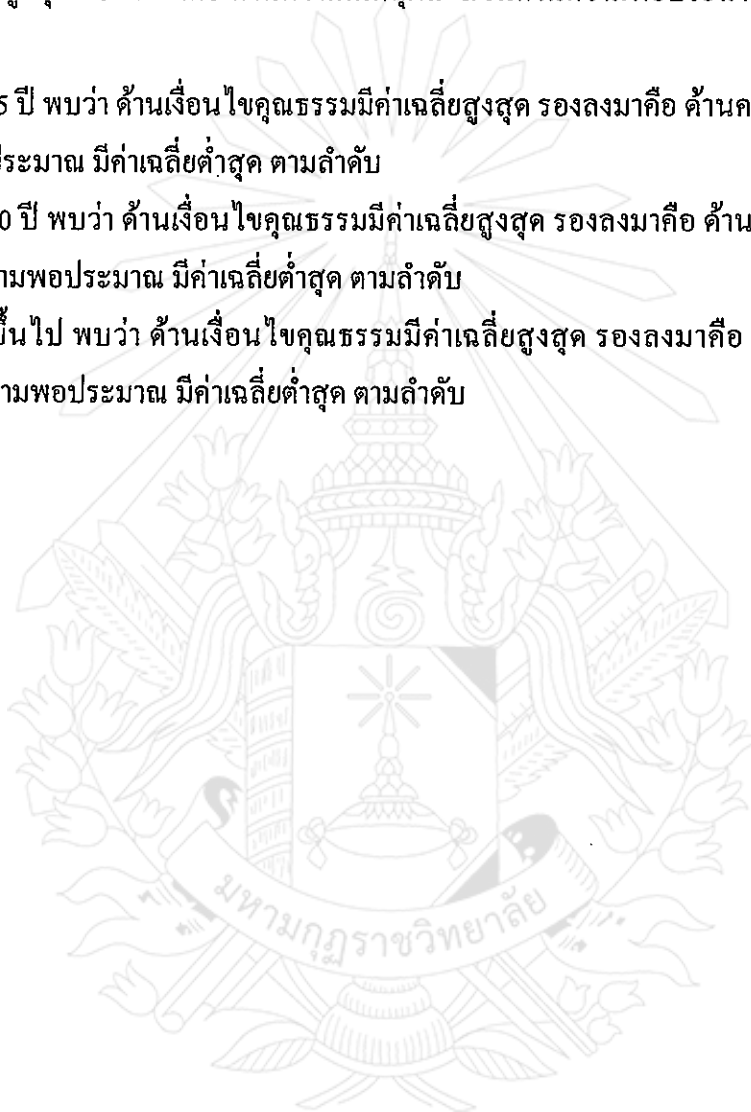 5 ปี พบว่า ด้านเงื่อนไขคุณธรรมมีค่าเฉลี่ยสูงสุด รองลงมาคือ ด้านค
ระมาณ มีค่าเฉลี่ยต่ำสุด ตามลำดับ
0 ปี พบว่า ด้านเงื่อนไขคุณธรรมมีค่าเฉลี่ยสูงสุด รองลงมาคือ ด้าน
ามพอประมาณ มีค่าเฉลี่ยต่ำสุด ตามลำดับ
ขึ้นไป พบว่า ด้านเงื่อนไขคุณธรรมมีค่าเฉลี่ยสูงสุด รองลงมาคือ
ามพอประมาณ มีค่าเฉลี่ยต่ำสุด ตามลำดับ
มหามกุฏราชวิทยาลัย